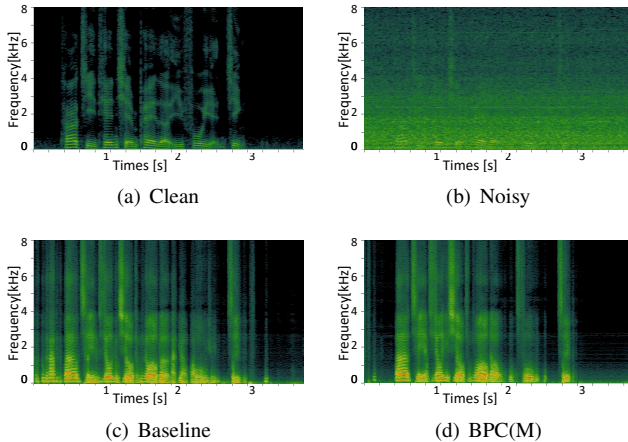 8
6
4
2
0
Frequency[kHz]
1 2 3
Times [s]
(a) Clean
8
6
4
2
0
Frequency[kHz]
1 2 3
Times [s]
(b) Noisy
8
6
4
2
0
Frequency[kHz]
1 2 3
Times [s]
(c) Baseline
8
6
4
2
0
Frequency[kHz]
1 2 3
Times [s]
(d) BPC(M)